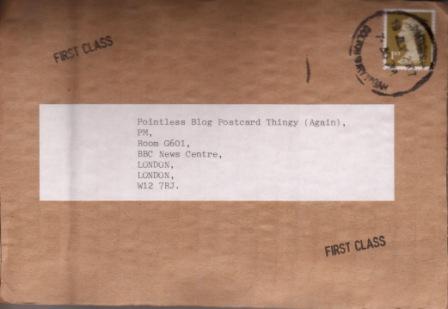 FIRST CLASS
Pointless Blog Postcard Thingy (Again),
PM,
Room G601,
BBC News Centre,
LONDON,
LONDON,
W12 7RJ.
FIRST CLASS